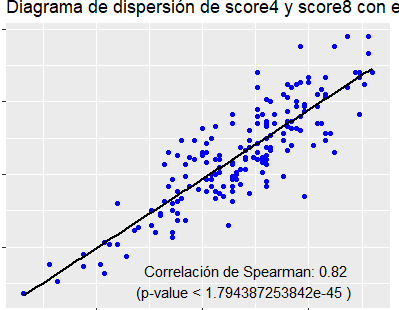 Diagrama de dispersión de score4 y score8 con e
Correlación de Spearman: 0.82
(p-value < 1.794387253842e-45 )